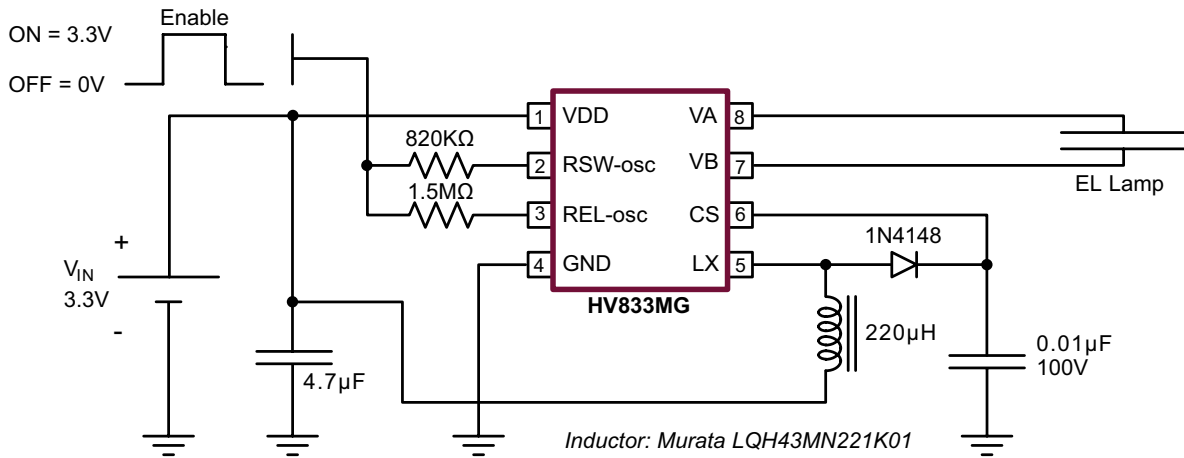 Enable
ON = 3.3V
OFF = 0V
1 VDD VA 8
820KΩ
2 RSW-osc VB 7
EL Lamp
1.5MΩ
3 REL-osc CS 6
1N4148
4 GND LX 5
HV833MG
+
VIN
3.3V
-
4.7µF
220µH
0.01µF
100V
Inductor: Murata LQH43MN221K01